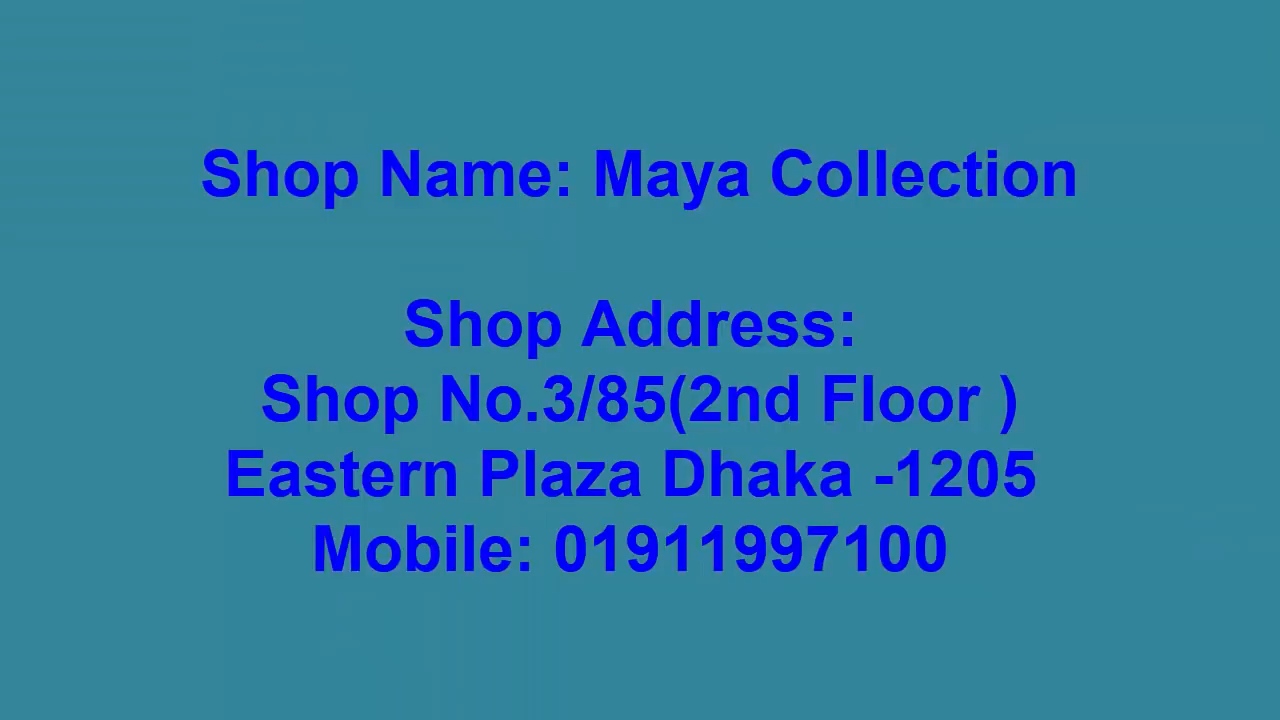 Shop Name: Maya Collection
Shop Address:
Shop No.3/85(2nd Floor )
Eastern Plaza Dhaka -1205
Mobile: 01911997100